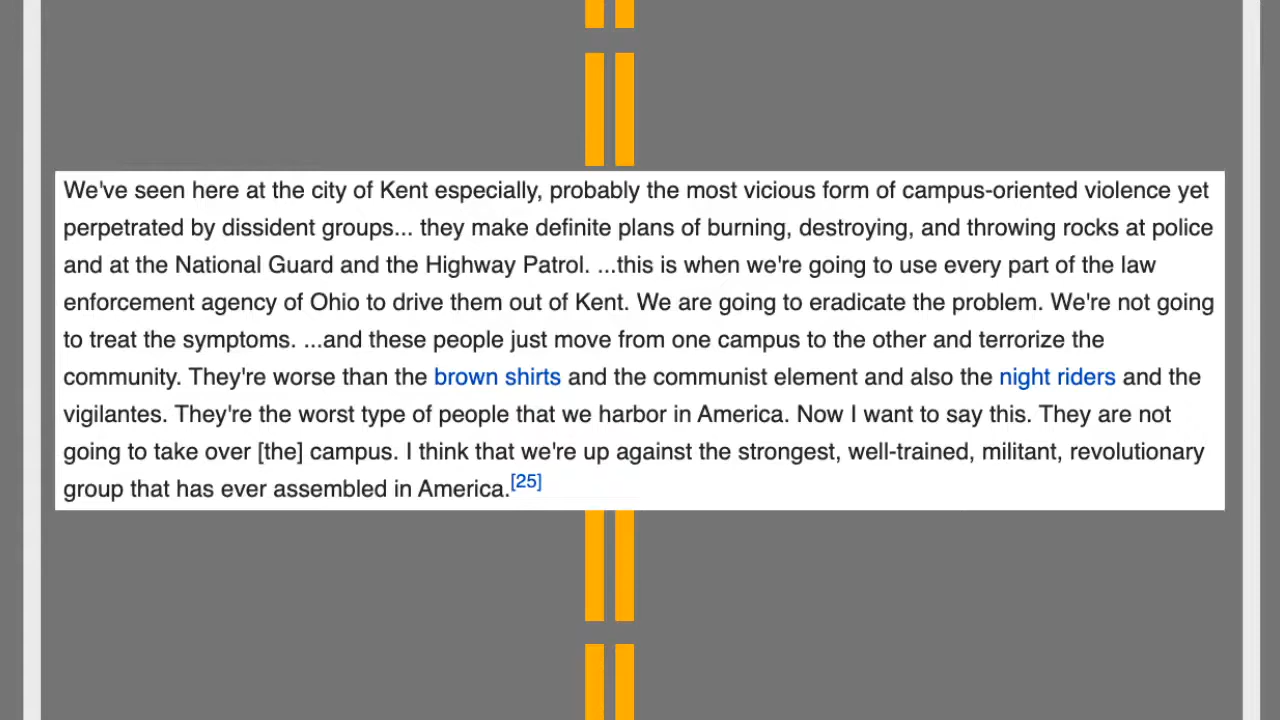 We've seen here at the city of Kent especially, probably the most vicious form of campus-oriented violence yet
perpetrated by dissident groups... they make definite plans of burning, destroying, and throwing rocks at police
and at the National Guard and the Highway Patrol. ...this is when we're going to use every part of the law
enforcement agency of Ohio to drive them out of Kent. We are going to eradicate the problem. We're not going
to treat the symptoms. ...and these people just move from one campus to the other and terrorize the
community. They're worse than the brown shirts and the communist element and also the night riders and the
vigilantes. They're the worst type of people that we harbor in America. Now I want to say this. They are not
going to take over [the] campus. I think that we're up against the strongest, well-trained, militant, revolutionary
group that has ever assembled in America.[25]